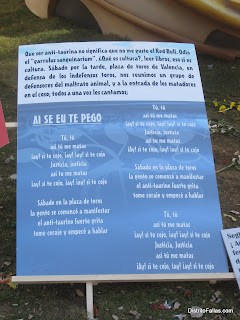 Que ser anti-taurina no significa que no me guste el Red Bull. Odio
el "garrulus sanguinarium". ¿Qué es cultura?, leer libros, eso sí es
cultura. Sábado por la tarde, plaza de toros de Valencia, en
defensa de los indefensos toros, nos reunimos un grupo de
defensores del maltrato animal, y a la entrada de los matadores
en el coso, todos a una voz les cantamos;
AI SE EU TE PEGO
Tú, tú
así tú me matas
¡ay! si te cojo, ¡ay! ¡ay! si te cojo
Justicia, justicia
así tú me matas
¡ay! si te cojo, ¡ay! ¡ay! si te cojo
Sábado en la plaza de toros
la gente se comenzó a manifestar
el anti-taurino fuerte grita
tomo coraje y empecé a hablar
Tú, tú
así tú me matas
¡ay! si te cojo, ¡ay! ¡ay! si te cojo
Justicia, justicia
así tú me matas
¡ay! si te cojo, ¡ay! ¡ay! si te cojo
Sábado en la plaza de toros
la gente se comenzó a manifestar
el anti-taurino fuerte grita
tomo coraje y empecé a hablar
Tú, tú
así tú me matas
¡ay! si te cojo, ¡ay! ¡ay! si te cojo
Justicia, justicia
así tú me matas
¡Ay! si te cojo, ¡ay! ¡ay! si te cojo
DistritoFallas.com